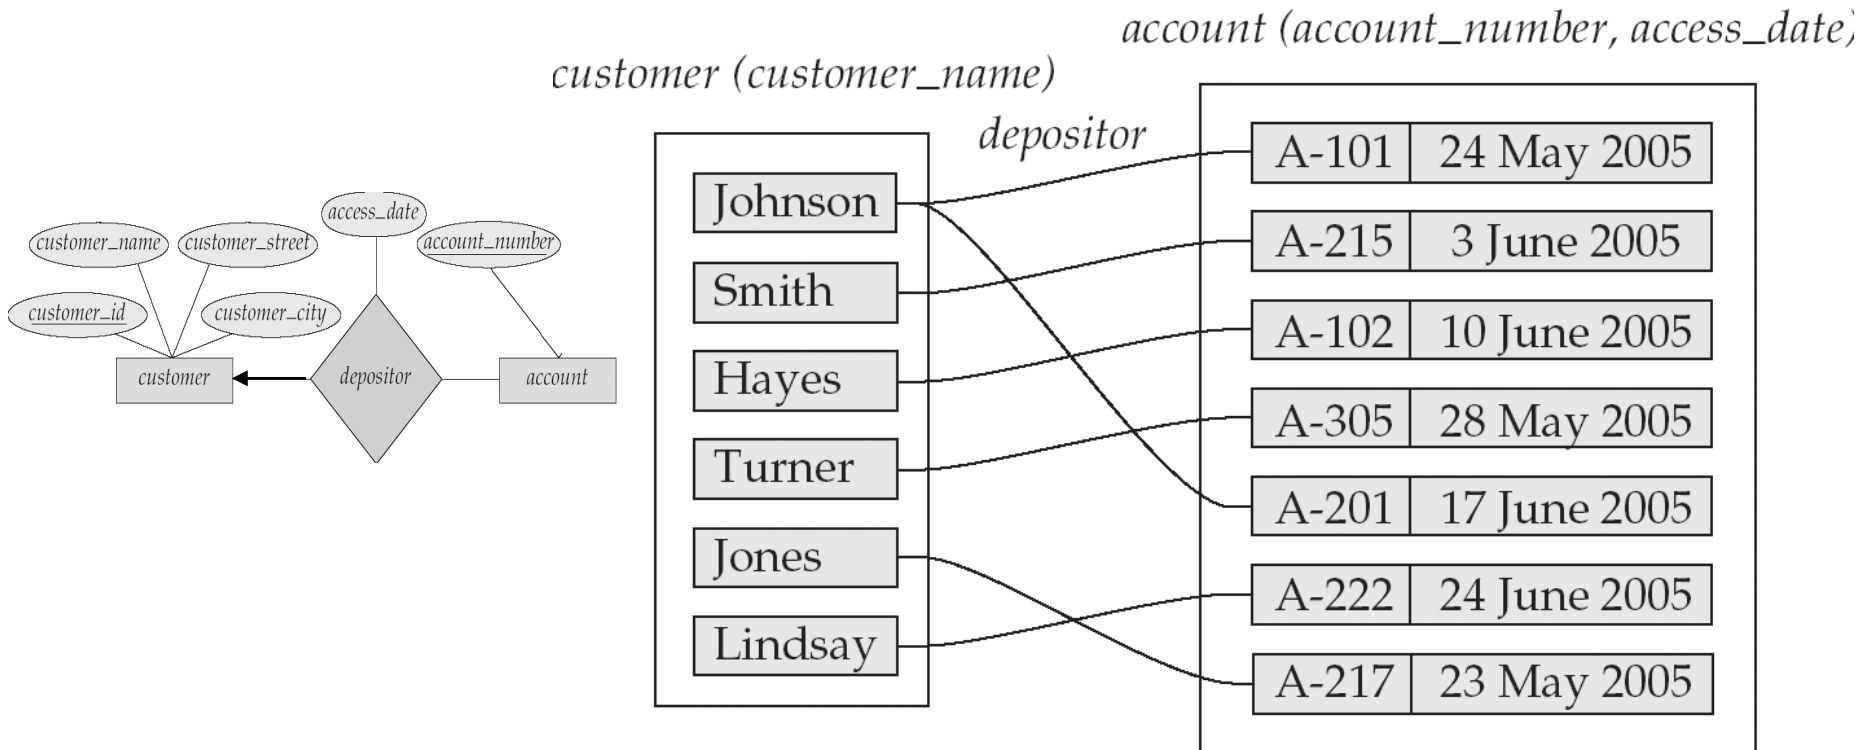 account (account_number, access_date)
customer (customer_name)
depositor
access_date
customer_name
customer_street
account_number
customer_id
customer_city
customer
depositor
account
Johnson
Smith
Hayes
Turner
Jones
Lindsay
A-101 24 May 2005
A-215 3 June 2005
A-102 10 June 2005
A-305 28 May 2005
A-201 17 June 2005
A-222 24 June 2005
A-217 23 May 2005